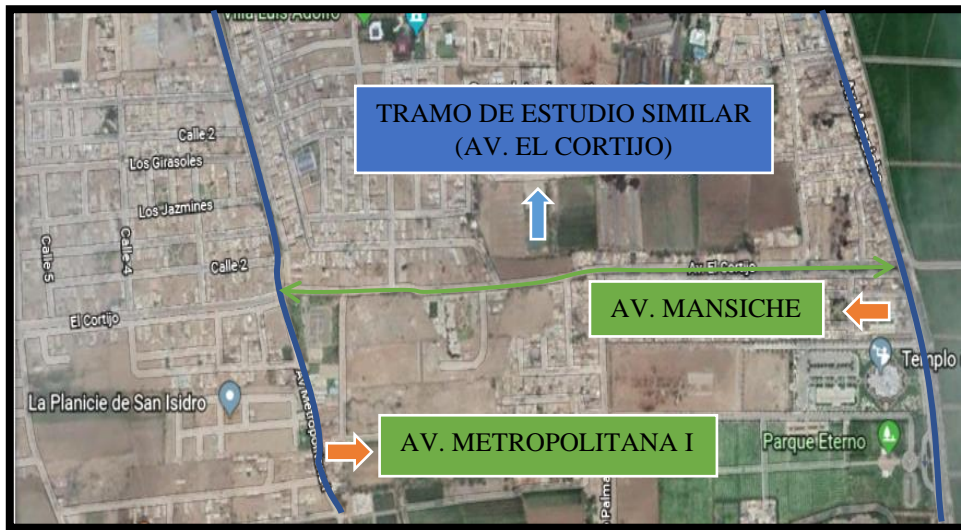 Villa Luis Adolfo
TRAMO DE ESTUDIO SIMILAR
(AV. EL CORTIJO)
Calle 2
Los Girasoles
Los Jazmines
Calle 5
Calle 4
Calle 2
Av. El Cortijo
El Cortijo
AV. MANSICHE
Templo
La Planicie de San Isidro
AV. METROPOLITANA I
Parque Eterno
Palma